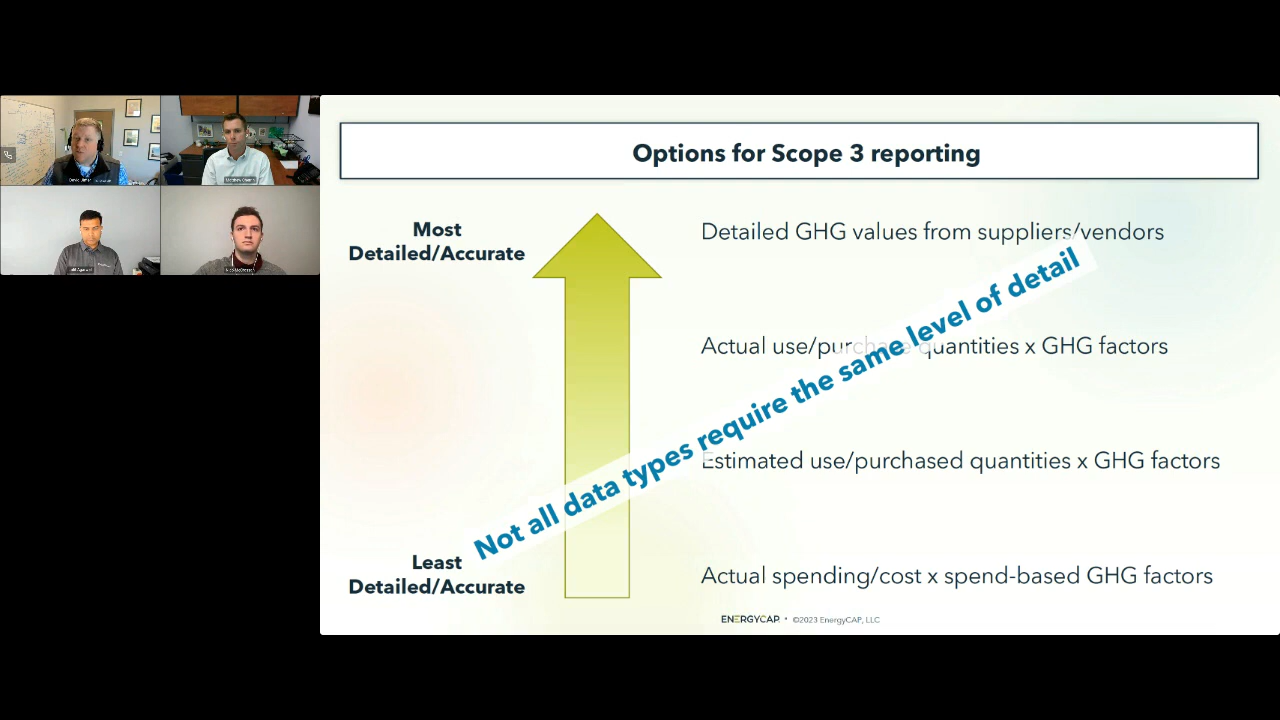 Options for Scope 3 reporting
Most
Detailed/Accurate
Detailed GHG values from suppliers/vendors
Actual use/purchase quantities x GHG factors
Not all data types require the same level of detail
Estimated use/purchased quantities x GHG factors
Least
Detailed/Accurate
Actual spending/cost x spend-based GHG factors
ENERGYCAP. • ©2023 EnergyCAP, LLC